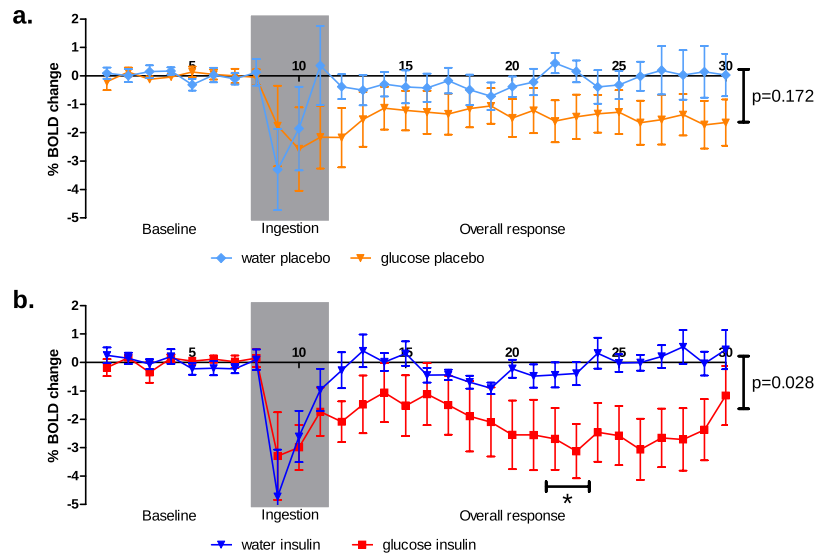 a.
% BOLD change
2
1
0
-1
-2
-3
-4
-5
5 10 15 20 25 30
p=0.172
Baseline Ingestion Overall response
water placebo glucose placebo
b.
% BOLD change
2
1
0
-1
-2
-3
-4
-5
5 10 15 20 25 30
p=0.028
*
Baseline Ingestion Overall response
water insulin glucose insulin